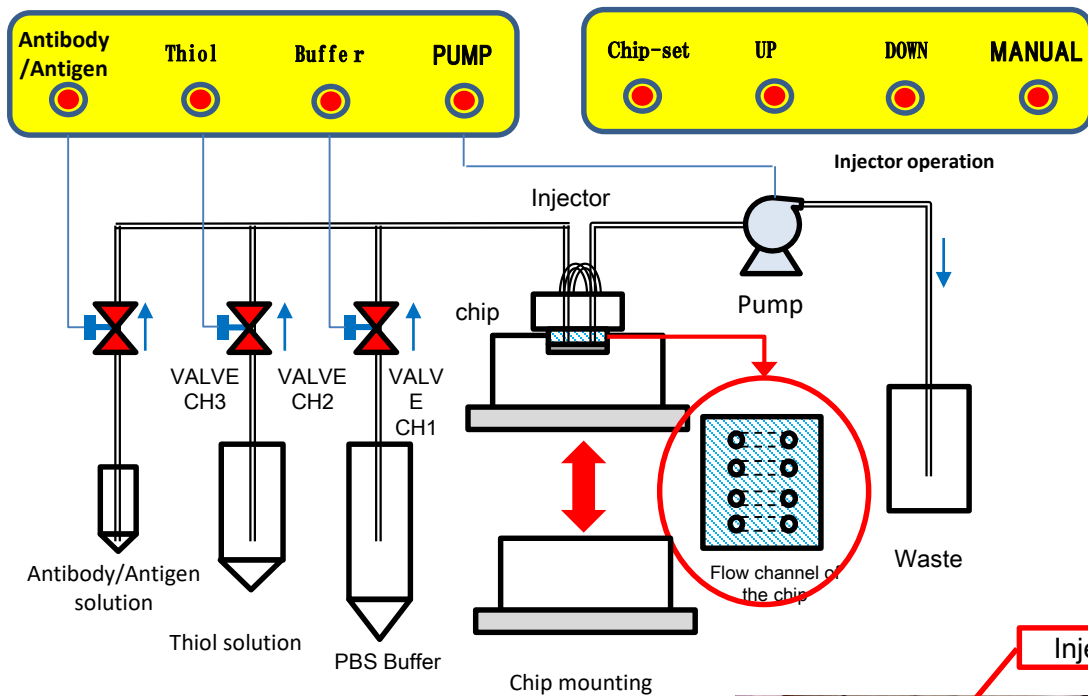 Antibody
/Antigen
Thiol
Buffer
PUMP
Chip-set
UP
DOWN
MANUAL
Injector operation
Injector
chip
Pump
VALVE
CH3
VALVE
CH2
VALV
E
CH1
Antibody/Antigen
solution
Thiol solution
PBS Buffer
Chip mounting
Flow channel of
the chip
Waste
Inje